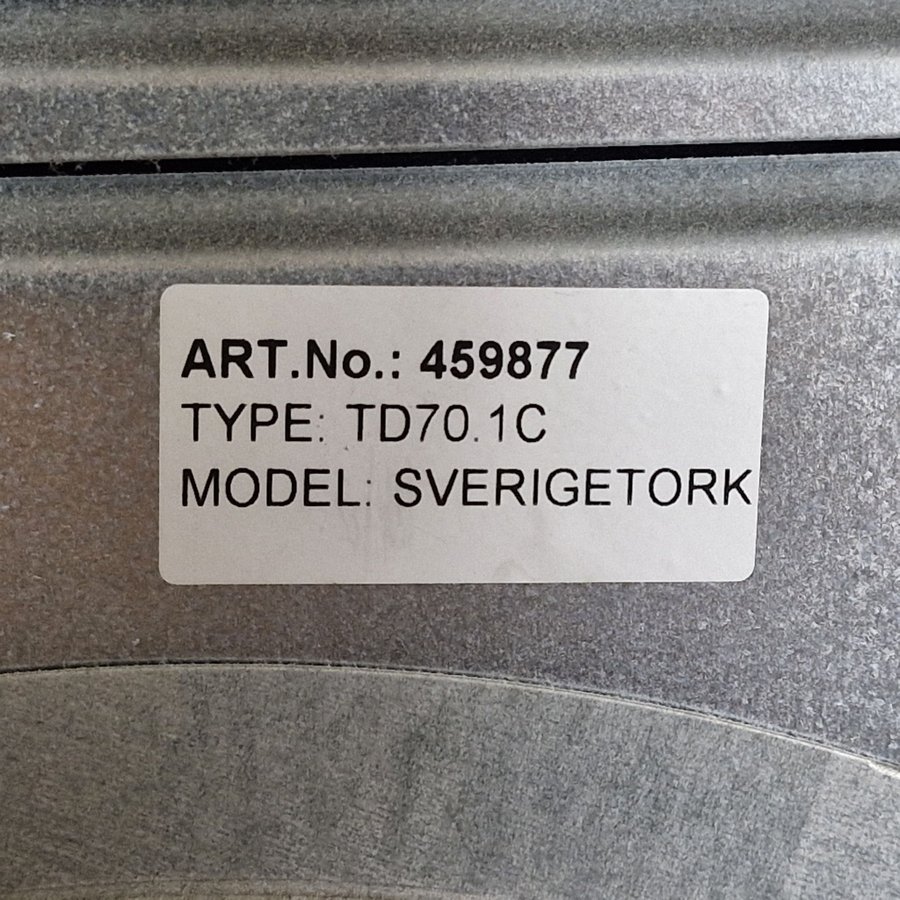 ART.No.: 459877
TYPE: TD70.1C
MODEL: SVERIGETORK